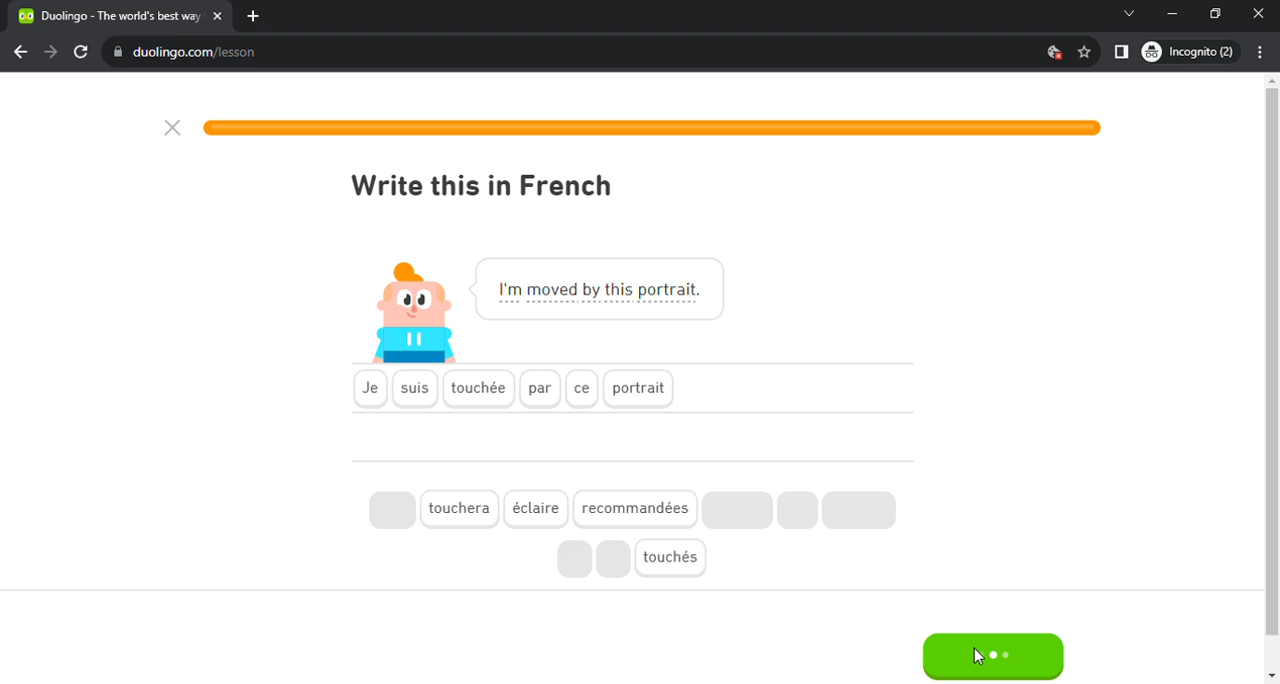 Duolingo - The world's best way
duolingo.com/lesson
Incognito (2)
Write this in French
I'm moved by this portrait.
Je suis touchée par ce portrait
touchera éclaire recommandées
touchés